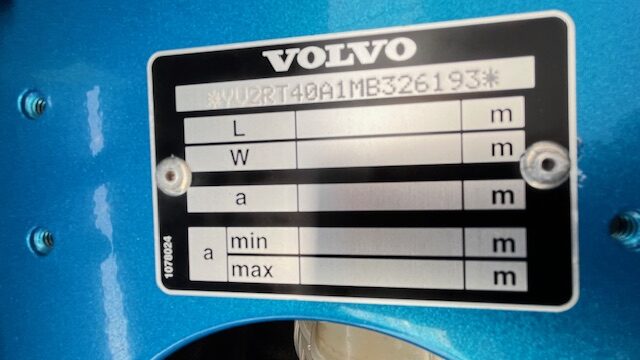 VOLVO
*YV2RT40A1MB326193*
L m
W m
a m
a min m
max m
1078024